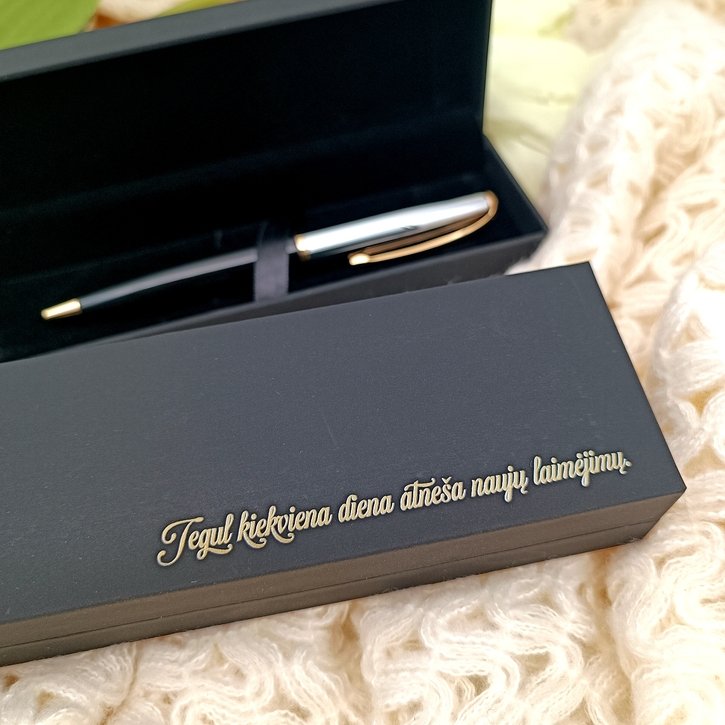 Tegul kiekviena diena atneša naujų laimėjimų.